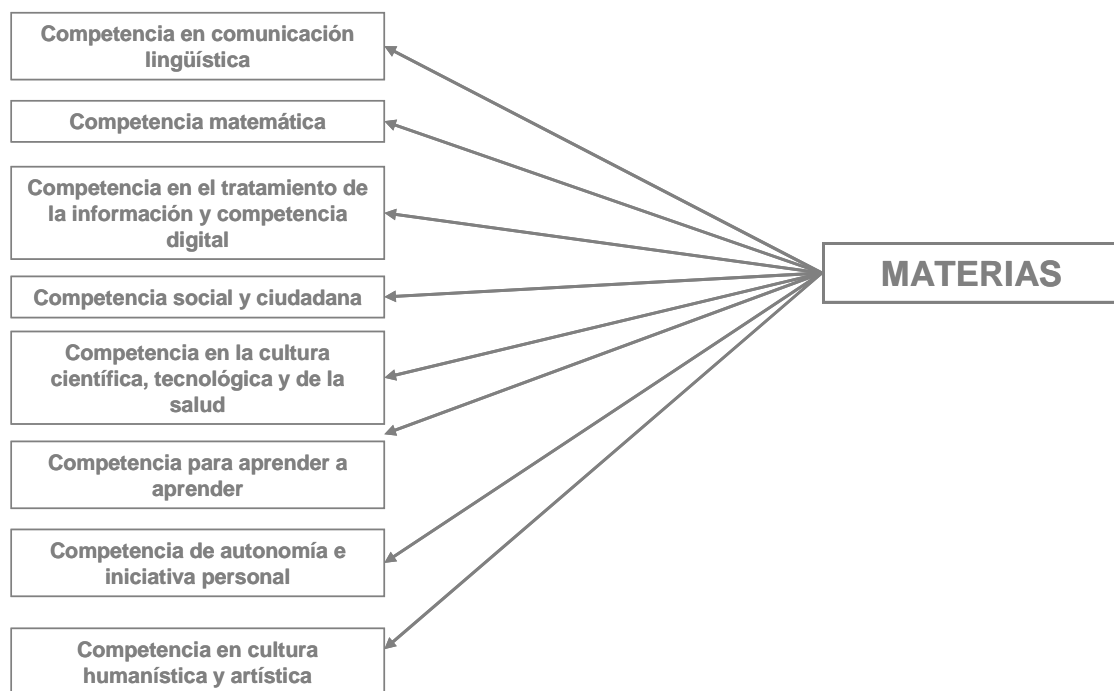 Competencia en comunicación
lingüística
Competencia matemática
Competencia en el tratamiento de
la información y competencia
digital
Competencia social y ciudadana
Competencia en la cultura
científica, tecnológica y de la
salud
Competencia para aprender a
aprender
Competencia de autonomía e
iniciativa personal
Competencia en cultura
humanística y artística
MATERIAS